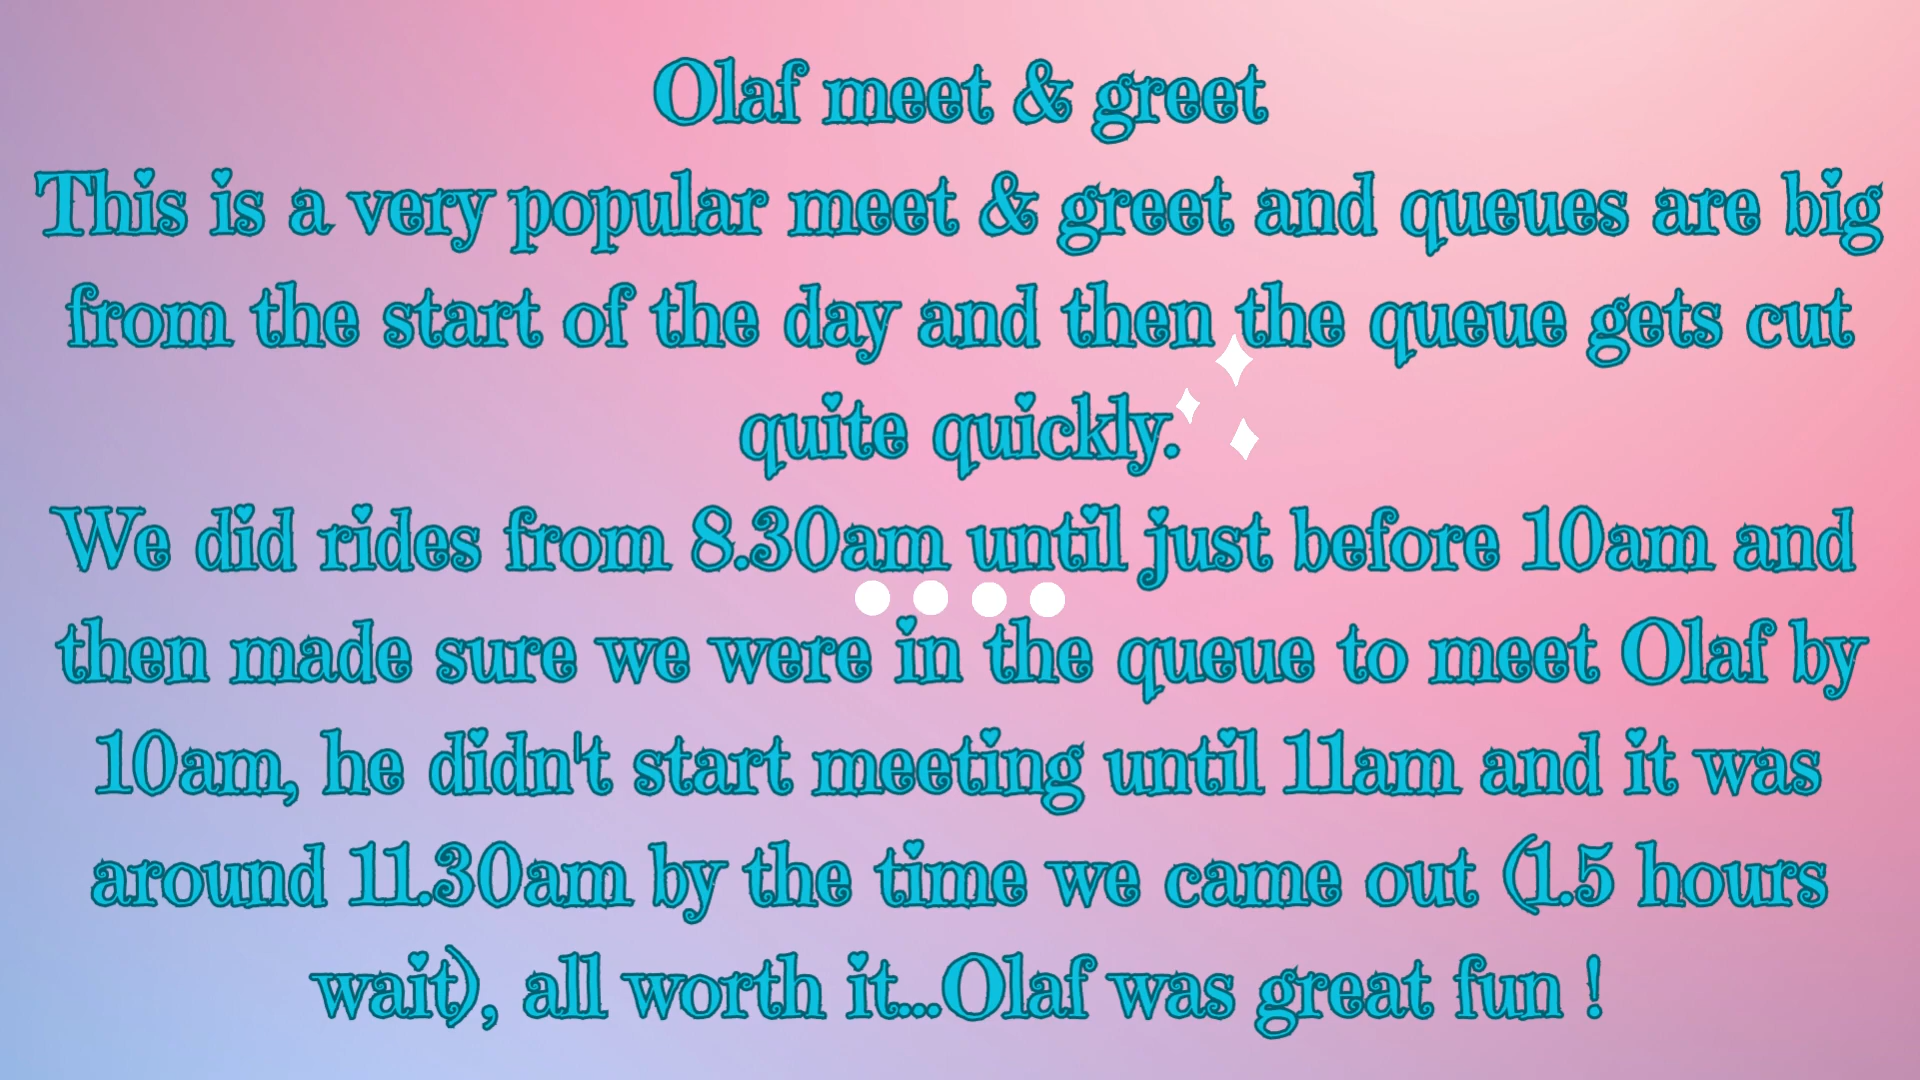 Olaf meet & greet
This is a very popular meet & greet and queues are big
from the start of the day and then the queue gets cut
quite quickly.
We did rides from 8.30am until just before 10am and
then made sure we were in the queue to meet Olaf by
10am, he didn't start meeting until 11am and it was
around 11.30am by the time we came out (1.5 hours
wait), all worth it...Olaf was great fun !